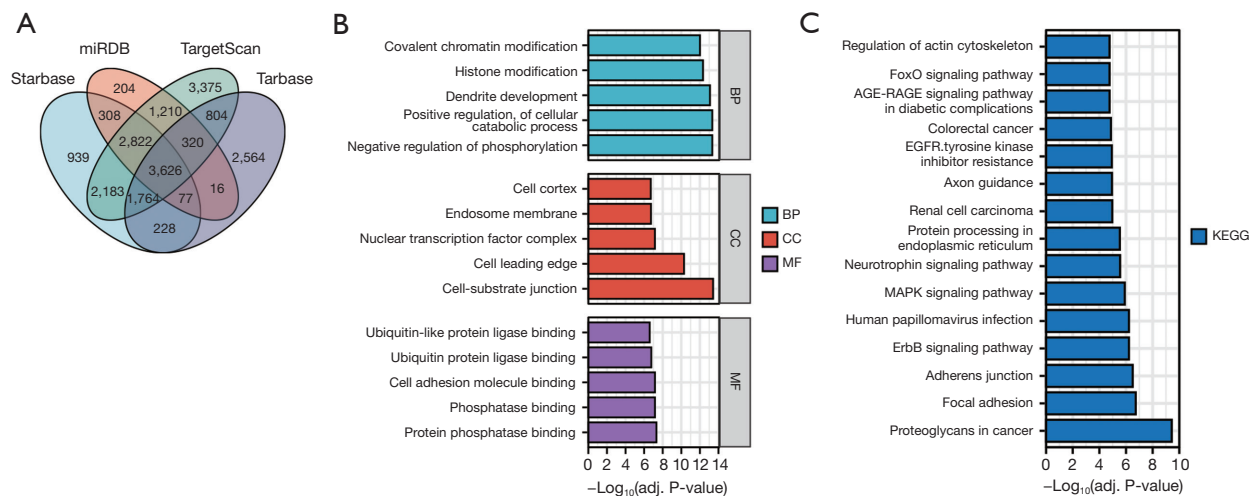 A
miRDB
TargetScan
Starbase
Tarbase
204
3,375
308
1,210
804
939
2,822
320
2,564
3,626
2,183
1,764
77
16
228
B
Covalent chromatin modification
Histone modification
Dendrite development
Positive regulation, of cellular
catabolic process
Negative regulation of phosphorylation
BP
Cell cortex
Endosome membrane
Nuclear transcription factor complex
Cell leading edge
Cell-substrate junction
CC
Ubiquitin-like protein ligase binding
Ubiquitin protein ligase binding
Cell adhesion molecule binding
Phosphatase binding
Protein phosphatase binding
MF
0 2 4 6 8 10 12 14
–Log10(adj. P-value)
BP
CC
MF
C
Regulation of actin cytoskeleton
FoxO signaling pathway
AGE-RAGE signaling pathway
in diabetic complications
Colorectal cancer
EGFR.tyrosine kinase
inhibitor resistance
Axon guidance
Renal cell carcinoma
Protein processing in
endoplasmic reticulum
Neurotrophin signaling pathway
MAPK signaling pathway
Human papillomavirus infection
ErbB signaling pathway
Adherens junction
Focal adhesion
Proteoglycans in cancer
0 2 4 6 8 10
–Log10(adj. P-value)
KEGG